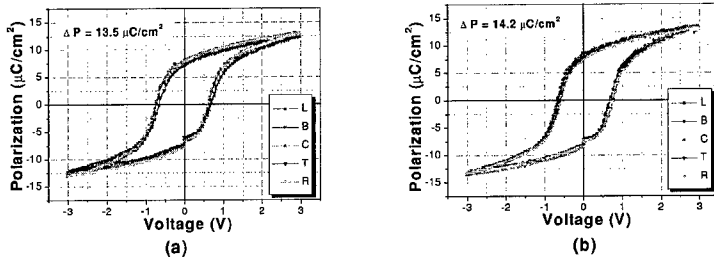 Δ P = 13.5 μC/cm²
Polarization (μC/cm²)
15
10
5
0
-5
-10
-15
L
B
C
T
R
-3
-2
-1
0
1
2
3
Voltage (V)
(a)
Δ P = 14.2 μC/cm²
Polarization (μC/cm²)
15
10
5
0
-5
-10
-15
L
B
C
T
R
-3
-2
-1
0
1
2
3
Voltage (V)
(b)